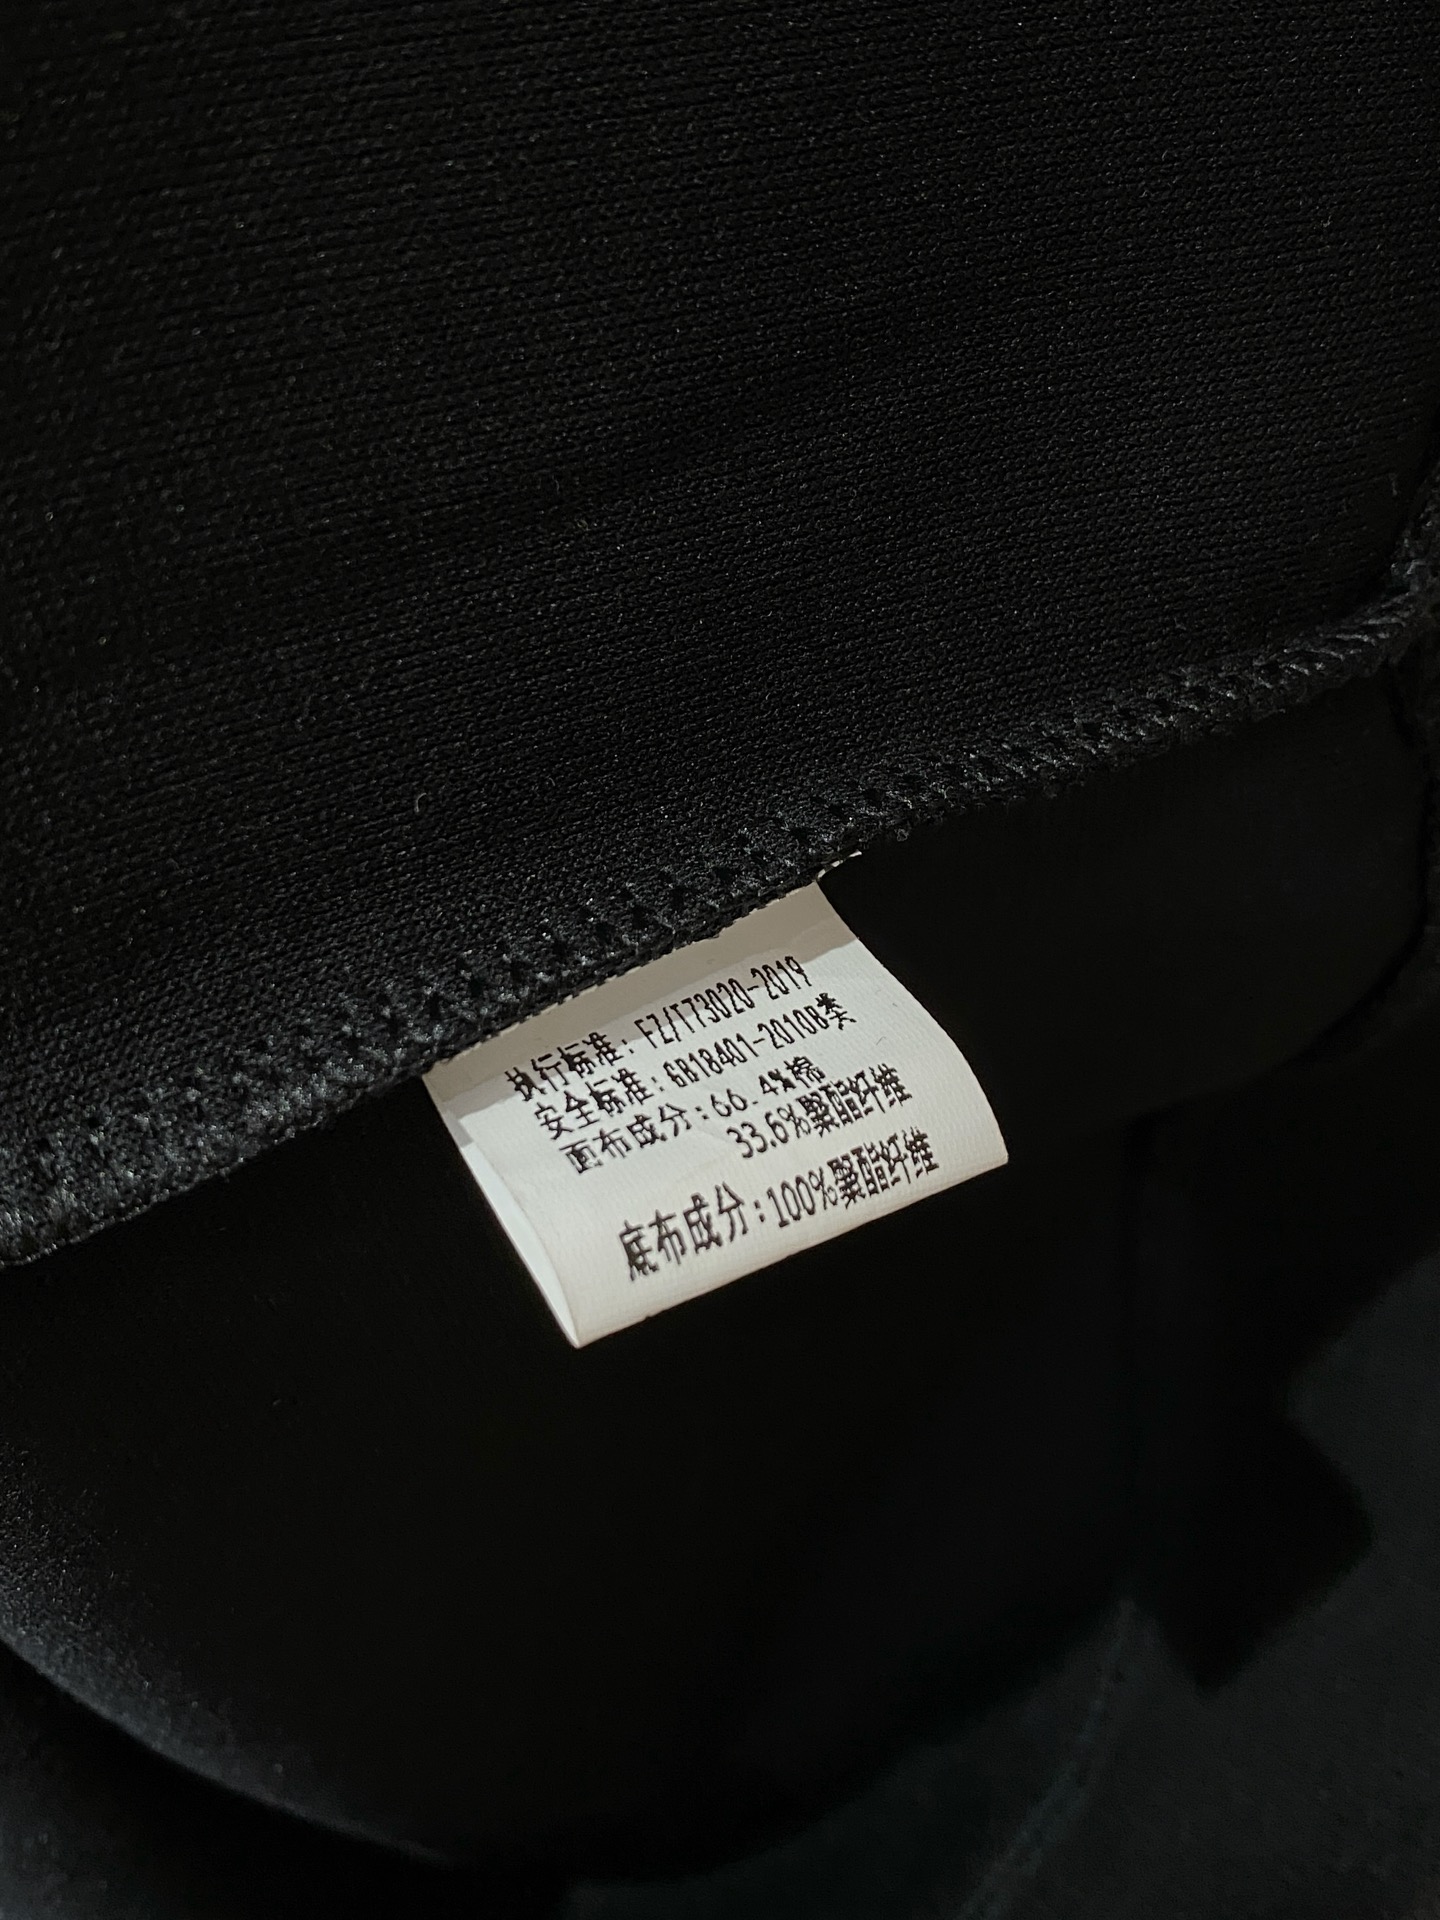 执行标准：FZ/T73020-2019
安全标准：GB18401-2010B类
面布成分：66.4%棉
33.6%聚酯纤维
底布成分：100%聚酯纤维